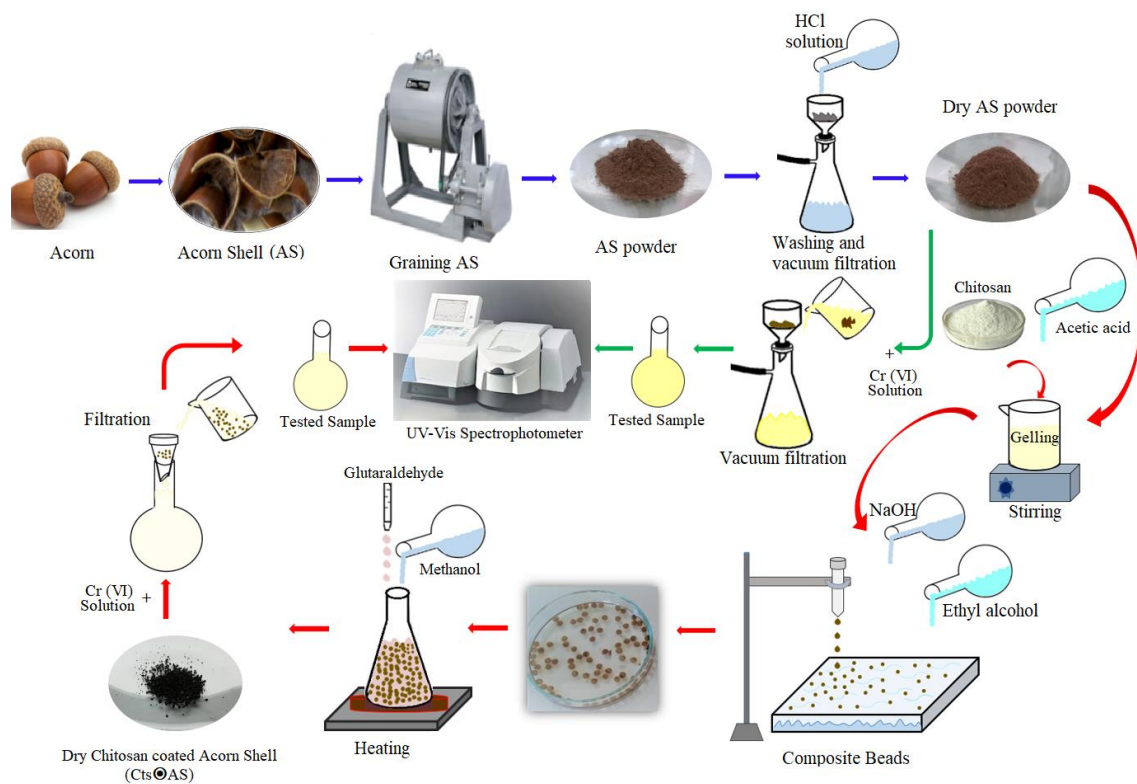 HCl
solution
Dry AS powder
Acorn
Acorn Shell (AS)
Graining AS
AS powder
Washing and
vacuum filtration
Chitosan
Acetic acid
+
Cr (VI)
Solution
Filtration
Tested Sample
UV-Vis Spectrophotometer
Tested Sample
Vacuum filtration
Gelling
Stirring
Glutaraldehyde
Methanol
NaOH
Ethyl alcohol
Cr (VI)
Solution +
Heating
Composite Beads
Dry Chitosan coated Acorn Shell
(Cts⦿AS)